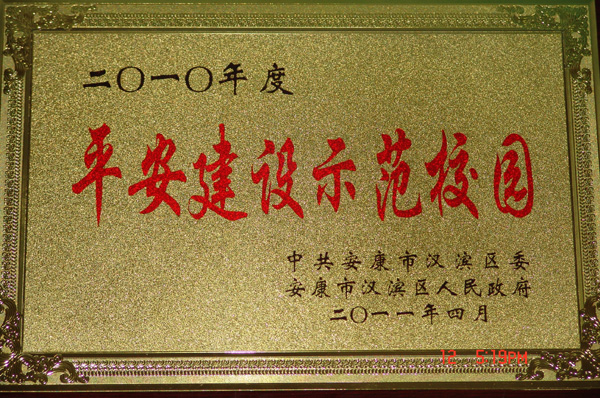 二〇一〇年度
平安建设示范校园
中共安康市汉滨区委
安康市汉滨区人民政府
二〇一一年四月
12 5:19PM